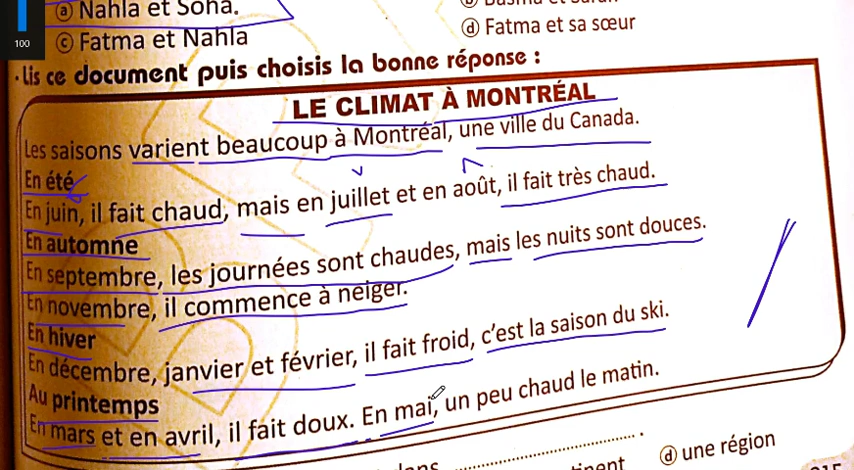 ⓐ Nahla et Soha.
ⓓ Fatma et sa sœur
ⓒ Fatma et Nahla
100
· lis ce document puis choisis la bonne réponse :
LE CLIMAT À MONTRÉAL
Les saisons varient beaucoup à Montréal, une ville du Canada.
En été
En juin, il fait chaud, mais en juillet et en août, il fait très chaud.
En automne
En septembre, les journées sont chaudes, mais les nuits sont douces.
En novembre, il commence à neiger.
En hiver
En décembre, janvier et février, il fait froid, c'est la saison du ski.
Au printemps
En mars et en avril, il fait doux. En mai, un peu chaud le matin.
ⓓ une région